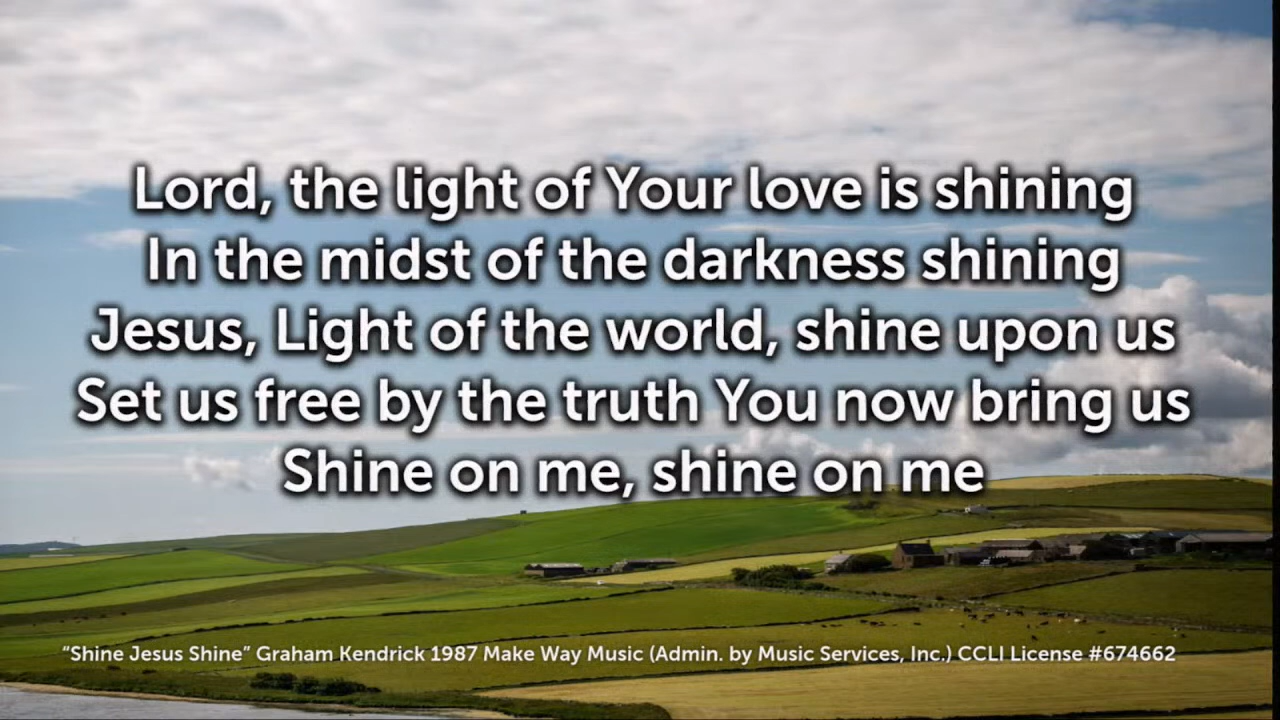 Lord, the light of Your love is shining
In the midst of the darkness shining
Jesus, Light of the world, shine upon us
Set us free by the truth You now bring us
Shine on me, shine on me
“Shine Jesus Shine” Graham Kendrick 1987 Make Way Music (Admin. by Music Services, Inc.) CCLI License #674662